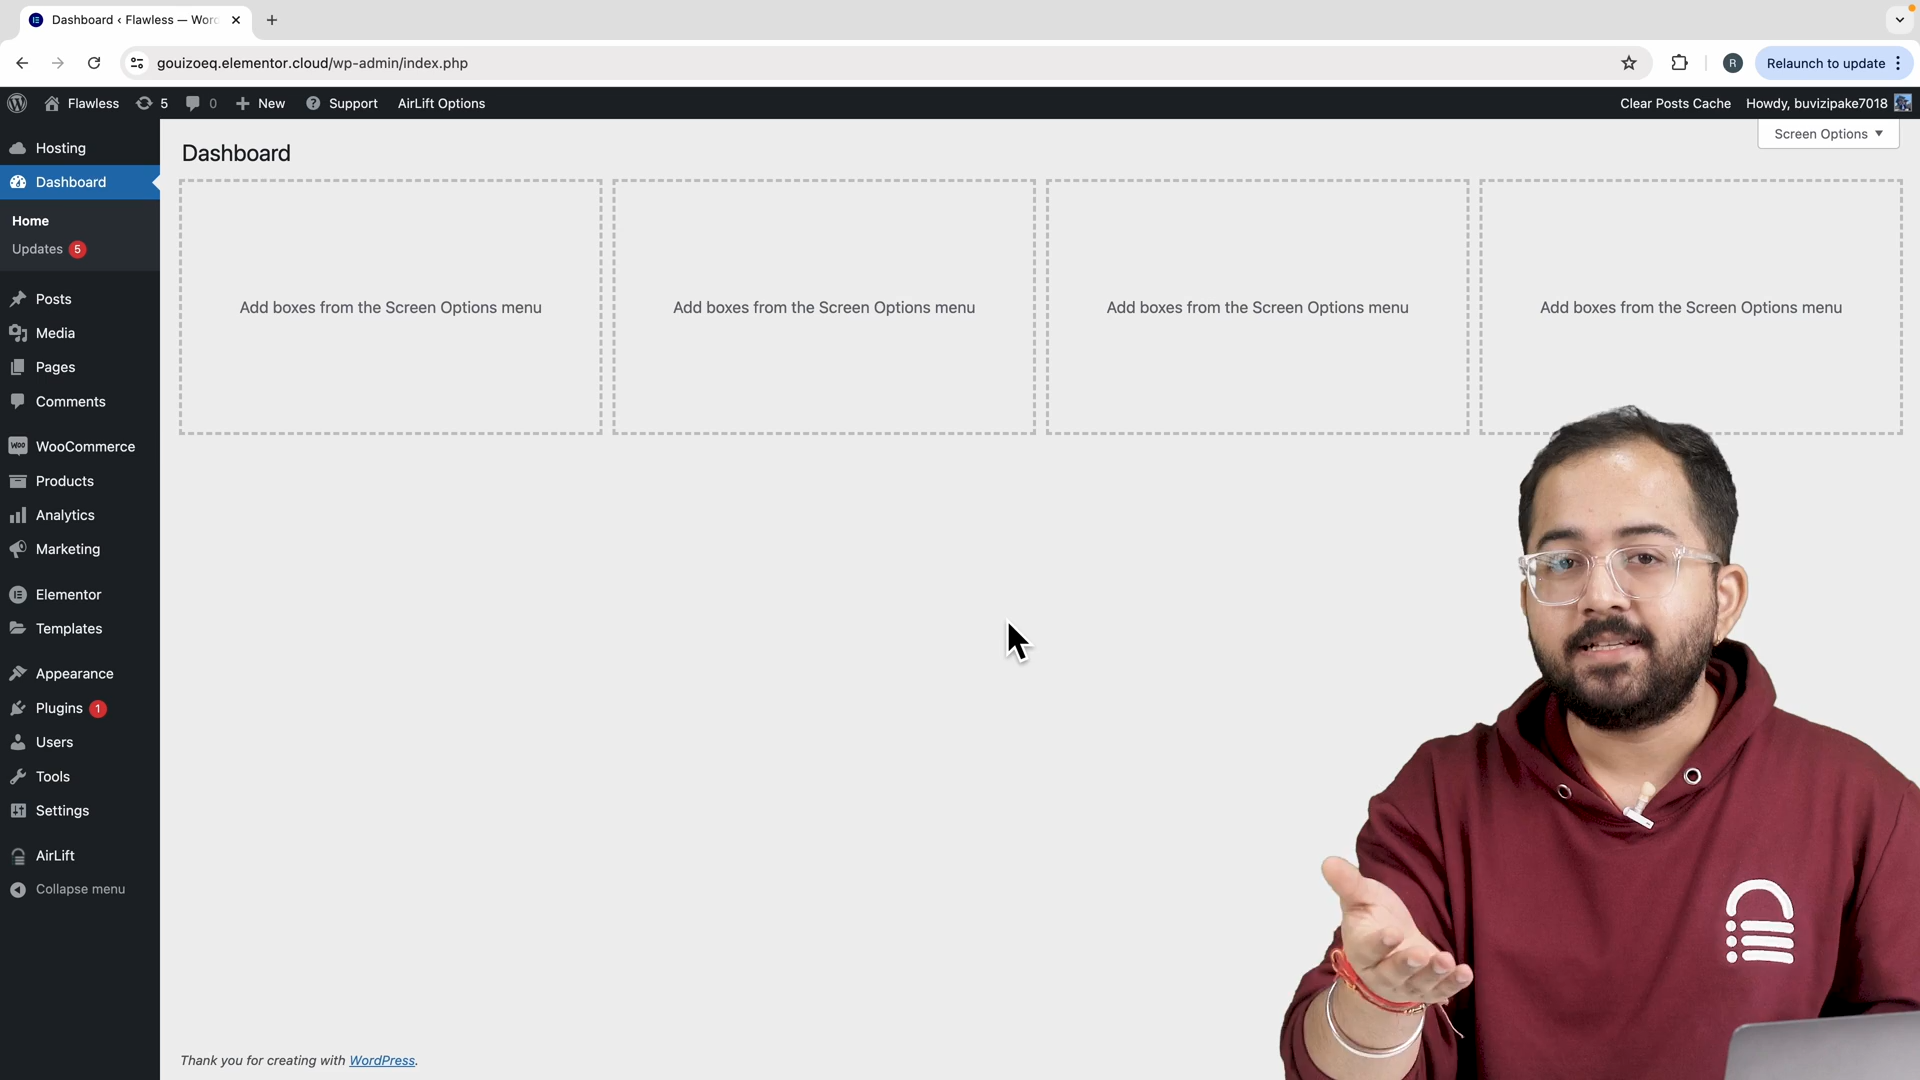 Dashboard ‹ Flawless — Word
gouizoeq.elementor.cloud/wp-admin/index.php
R
Relaunch to update
Flawless
5
0
New
Support
AirLift Options
Clear Posts Cache
Howdy, buvizipake7018
Screen Options
Hosting
Dashboard
Home
Updates 5
Posts
Media
Pages
Comments
WooCommerce
Products
Analytics
Marketing
Elementor
Templates
Appearance
Plugins 1
Users
Tools
Settings
AirLift
Collapse menu
Dashboard
Add boxes from the Screen Options menu
Add boxes from the Screen Options menu
Add boxes from the Screen Options menu
Add boxes from the Screen Options menu
Thank you for creating with WordPress.